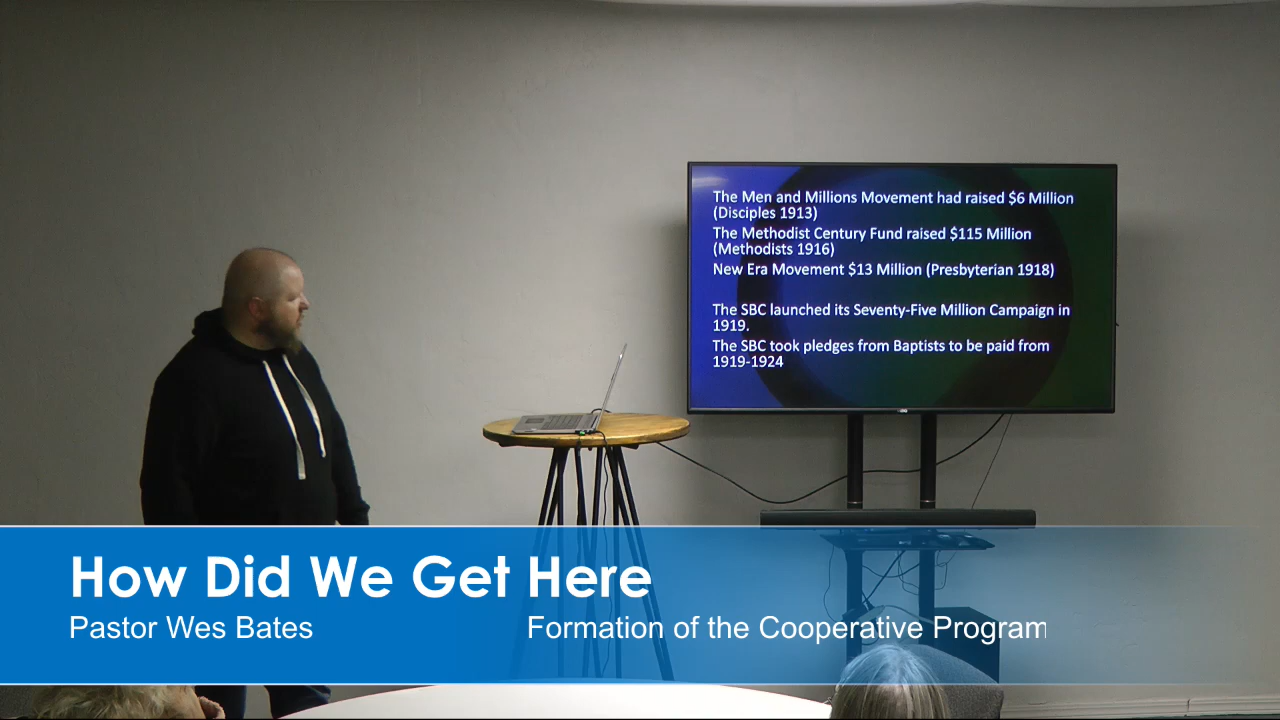 The Men and Millions Movement had raised $6 Million
(Disciples 1913)
The Methodist Century Fund raised $115 Million
(Methodists 1916)
New Era Movement $13 Million (Presbyterian 1918)
The SBC launched its Seventy-Five Million Campaign in
1919.
The SBC took pledges from Baptists to be paid from
1919-1924
How Did We Get Here
Pastor Wes Bates
Formation of the Cooperative Program